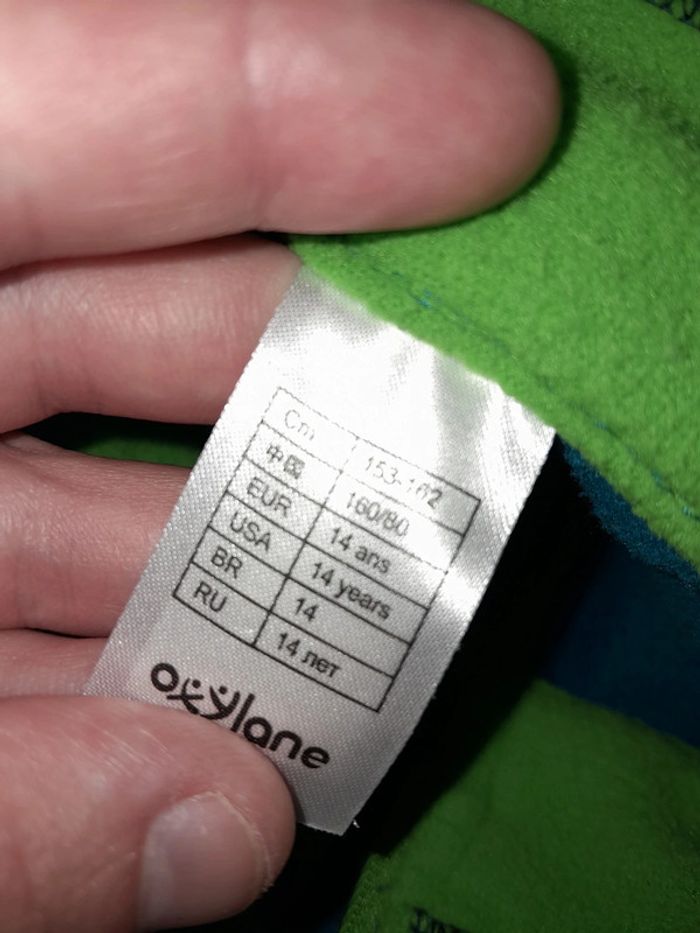 Cm 153-162
中国 160/80
EUR 14 ans
USA 14 years
BR 14
RU 14 лет
oxylane